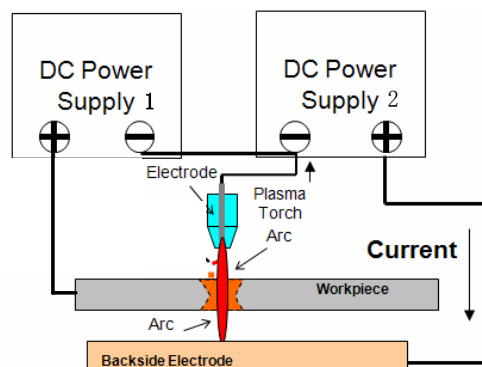 DC Power
Supply 1
DC Power
Supply 2
+
−
−
+
Electrode
Plasma
Torch
Arc
Current
Workpiece
Arc
Backside Electrode